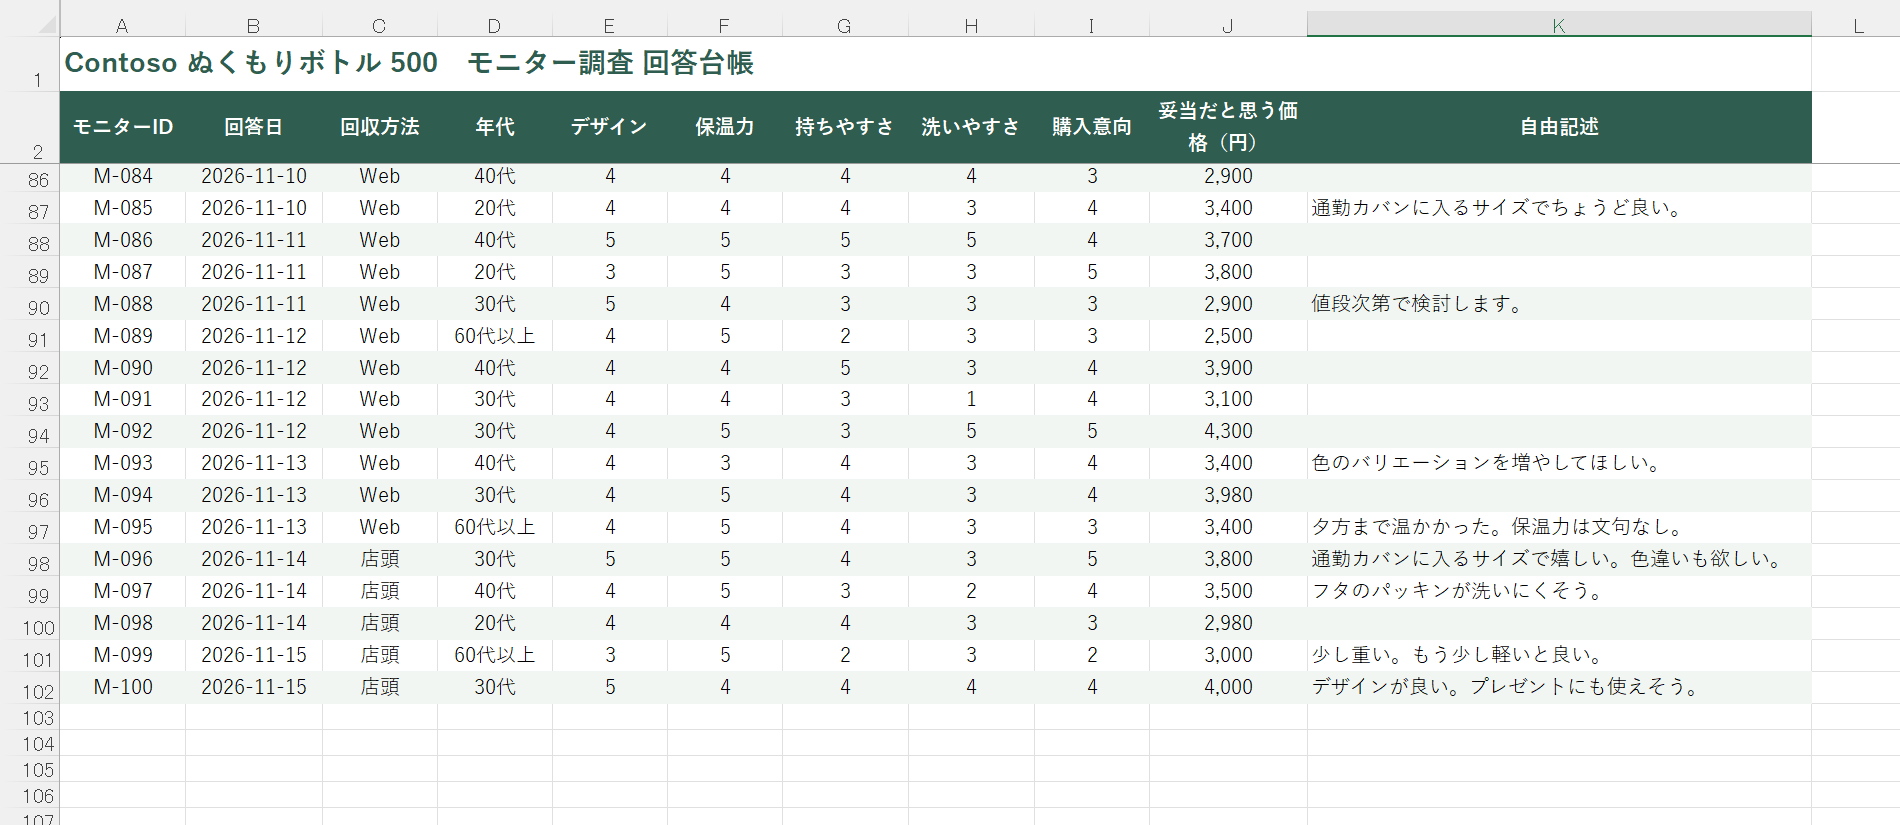 A B C D E F G H I J K L
1 Contoso ぬくもりボトル 500　モニター調査 回答台帳
2 モニターID 回答日 回収方法 年代 デザイン 保温力 持ちやすさ 洗いやすさ 購入意向 妥当だと思う価格（円） 自由記述
86 M-084 2026-11-10 Web 40代 4 4 4 4 3 2,900
87 M-085 2026-11-10 Web 20代 4 4 4 3 4 3,400 通勤カバンに入るサイズでちょうど良い。
88 M-086 2026-11-11 Web 40代 5 5 5 5 4 3,700
89 M-087 2026-11-11 Web 20代 3 5 3 3 5 3,800
90 M-088 2026-11-11 Web 30代 5 4 3 3 3 2,900 値段次第で検討します。
91 M-089 2026-11-12 Web 60代以上 4 5 2 3 3 2,500
92 M-090 2026-11-12 Web 40代 4 4 5 3 4 3,900
93 M-091 2026-11-12 Web 30代 4 4 3 1 4 3,100
94 M-092 2026-11-12 Web 30代 4 5 3 5 5 4,300
95 M-093 2026-11-13 Web 40代 4 3 4 3 4 3,400 色のバリエーションを増やしてほしい。
96 M-094 2026-11-13 Web 30代 4 5 4 3 4 3,980
97 M-095 2026-11-13 Web 60代以上 4 5 4 3 3 3,400 夕方まで温かかった。保温力は文句なし。
98 M-096 2026-11-14 店頭 30代 5 5 4 3 5 3,800 通勤カバンに入るサイズで嬉しい。色違いも欲しい。
99 M-097 2026-11-14 店頭 40代 4 5 3 2 4 3,500 フタのパッキンが洗いにくそう。
100 M-098 2026-11-14 店頭 20代 4 4 4 3 3 2,980
101 M-099 2026-11-15 店頭 60代以上 3 5 2 3 2 3,000 少し重い。もう少し軽いと良い。
102 M-100 2026-11-15 店頭 30代 5 4 4 4 4 4,000 デザインが良い。プレゼントにも使えそう。
103
104
105
106
107